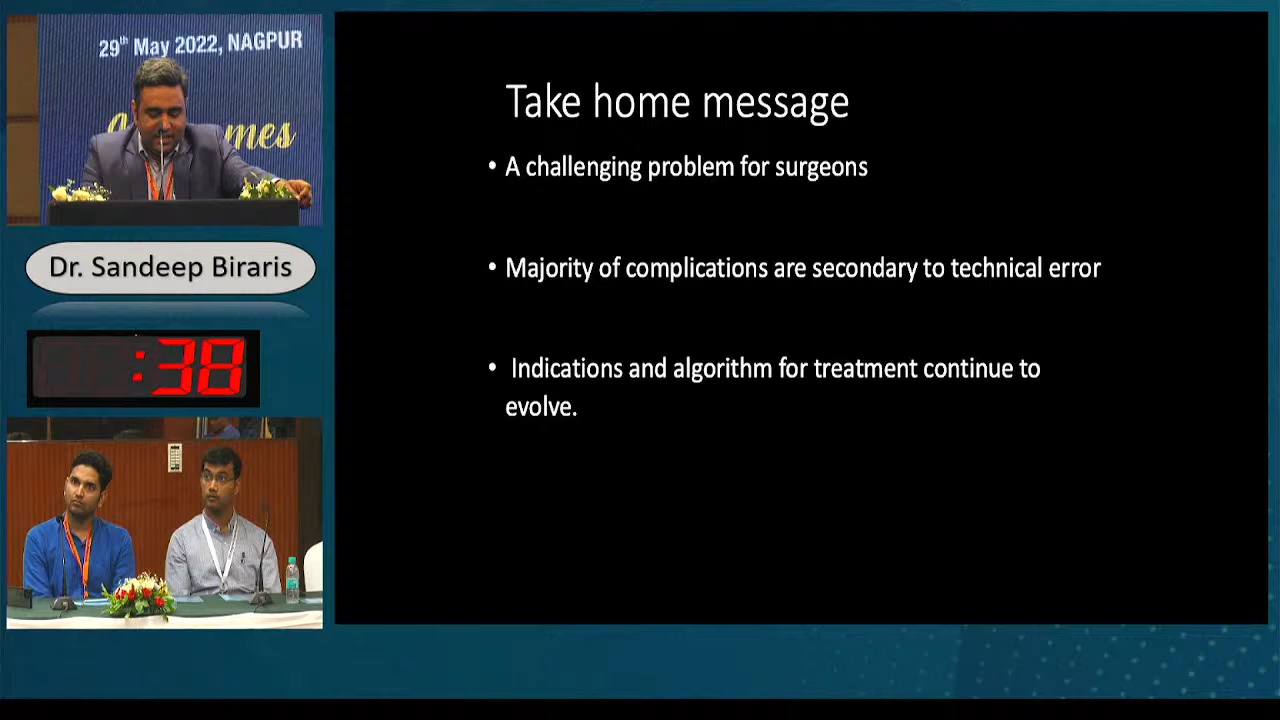 29th May 2022, NAGPUR
Dr. Sandeep Biraris
:38
Take home message
• A challenging problem for surgeons
• Majority of complications are secondary to technical error
• Indications and algorithm for treatment continue to
evolve.